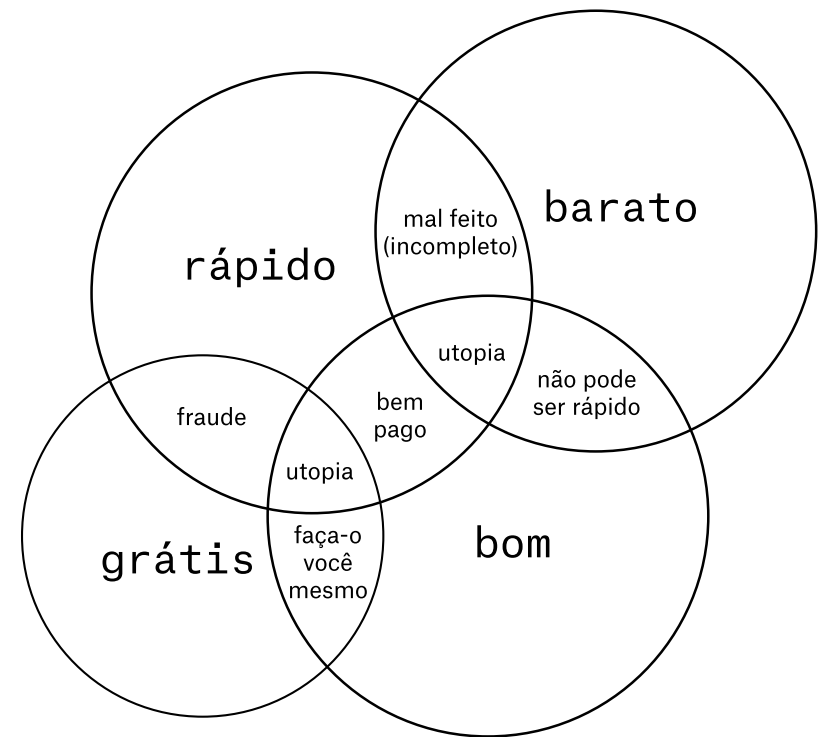 barato
mal feito
(incompleto)
rápido
utopia
não pode
ser rápido
bem
pago
fraude
utopia
faça-o
você
mesmo
bom
grátis